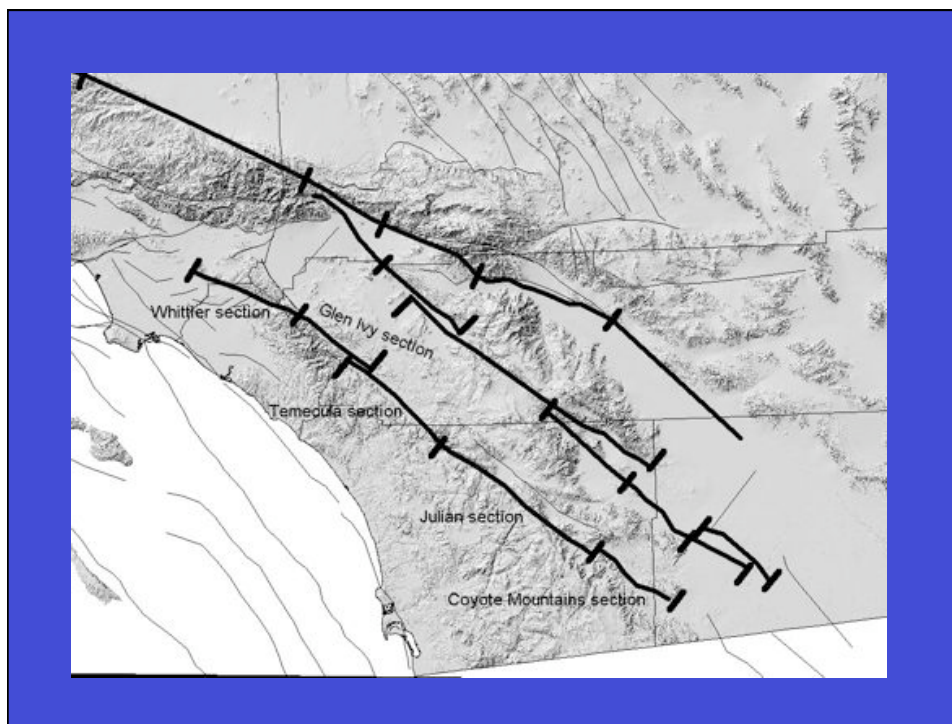 Whittier section
Glen Ivy section
Temecula section
Julian section
Coyote Mountains section